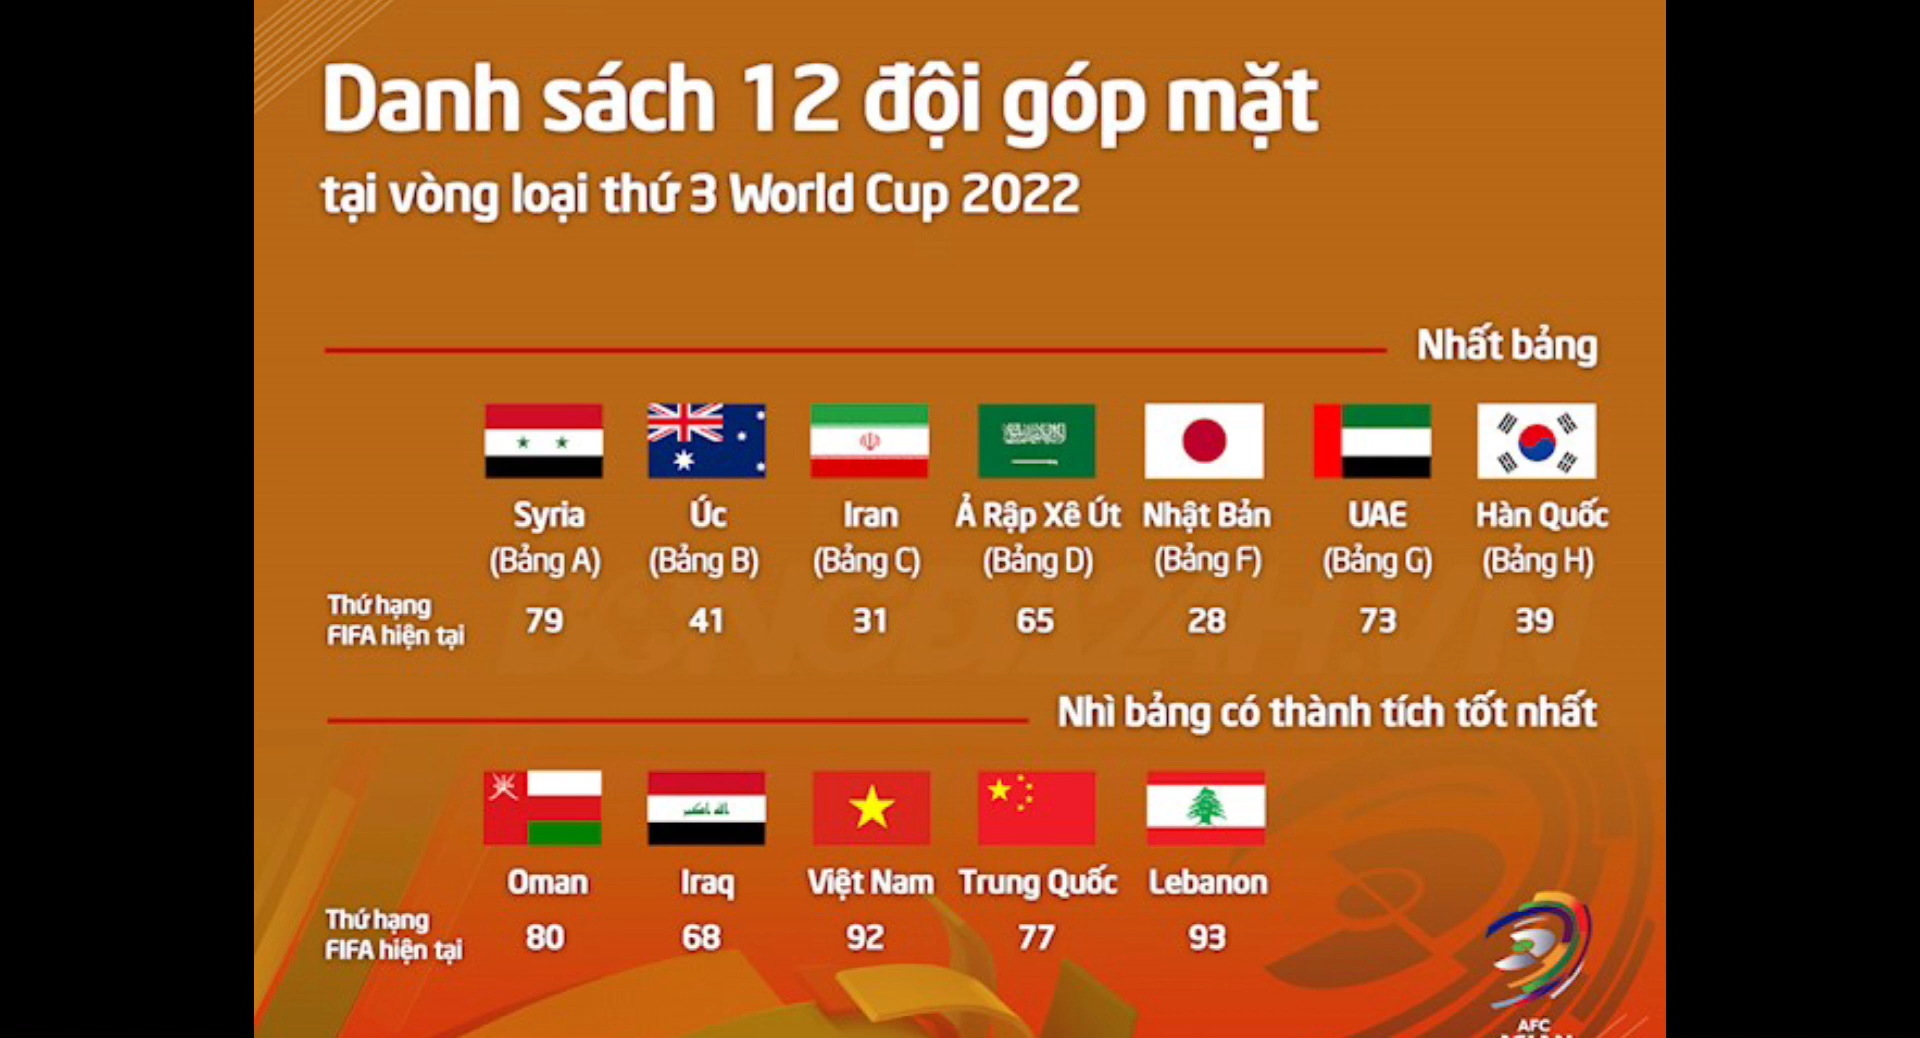 Danh sách 12 đội góp mặt
tại vòng loại thứ 3 World Cup 2022
Nhất bảng
Syria Úc Iran Ả Rập Xê Út Nhật Bản UAE Hàn Quốc
(Bảng A) (Bảng B) (Bảng C) (Bảng D) (Bảng F) (Bảng G) (Bảng H)
Thứ hạng
FIFA hiện tại
79 41 31 65 28 73 39
Nhì bảng có thành tích tốt nhất
Oman Iraq Việt Nam Trung Quốc Lebanon
Thứ hạng
FIFA hiện tại
80 68 92 77 93
AFC